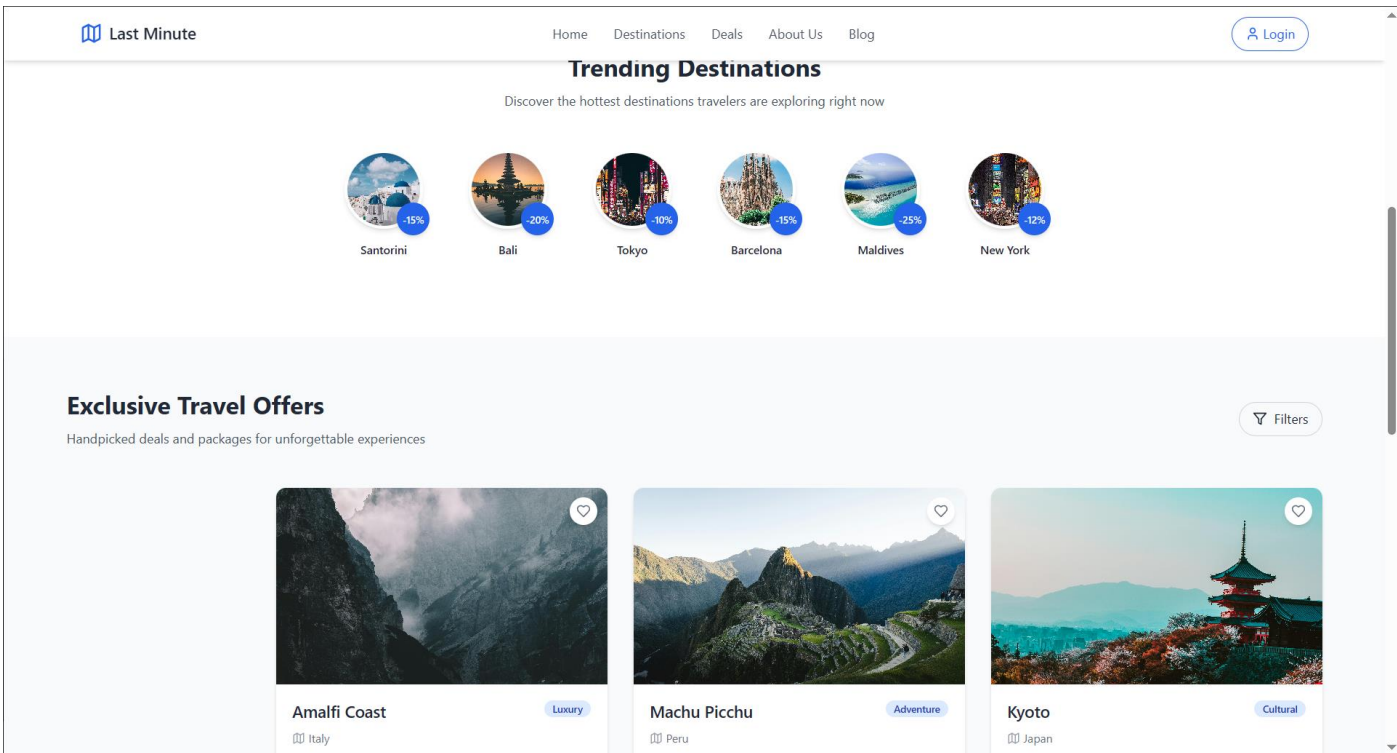 Last Minute
Home Destinations Deals About Us Blog
Login
Trending Destinations
Discover the hottest destinations travelers are exploring right now
-15% -20% -10% -15% -25% -12%
Santorini Bali Tokyo Barcelona Maldives New York
Exclusive Travel Offers
Filters
Handpicked deals and packages for unforgettable experiences
Amalfi Coast Luxury
Italy
Machu Picchu Adventure
Peru
Kyoto Cultural
Japan